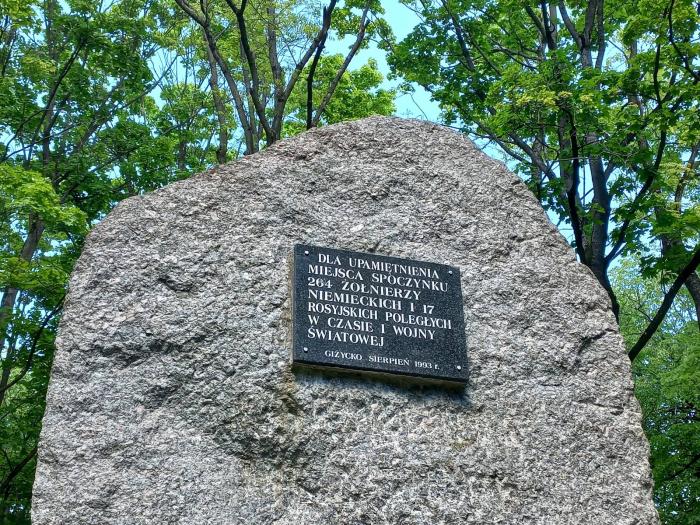 DLA UPAMIĘTNIENIA
MIEJSCA SPOCZYNKU
264 ŻOŁNIERZY
NIEMIECKICH I 17
ROSYJSKICH POLEGŁYCH
W CZASIE I WOJNY
ŚWIATOWEJ
GIŻYCKO SIERPIEŃ 1993 r.